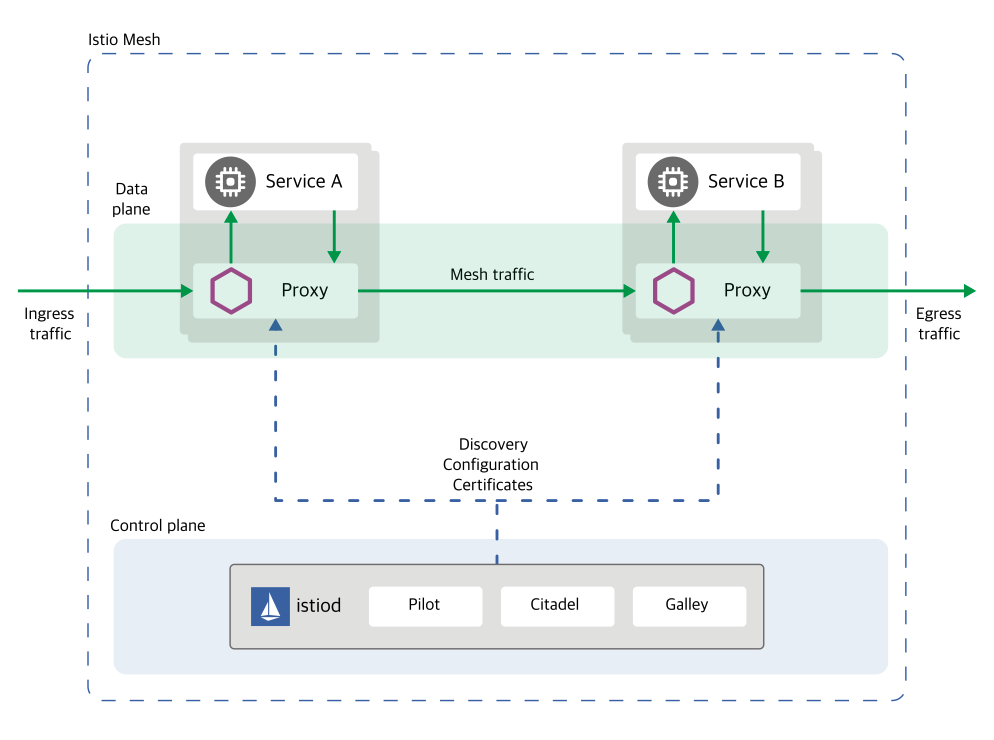 Istio Mesh
Service A
Service B
Data
plane
Mesh traffic
Proxy
Proxy
Ingress
traffic
Egress
traffic
Discovery
Configuration
Certificates
Control plane
istiod
Pilot
Citadel
Galley